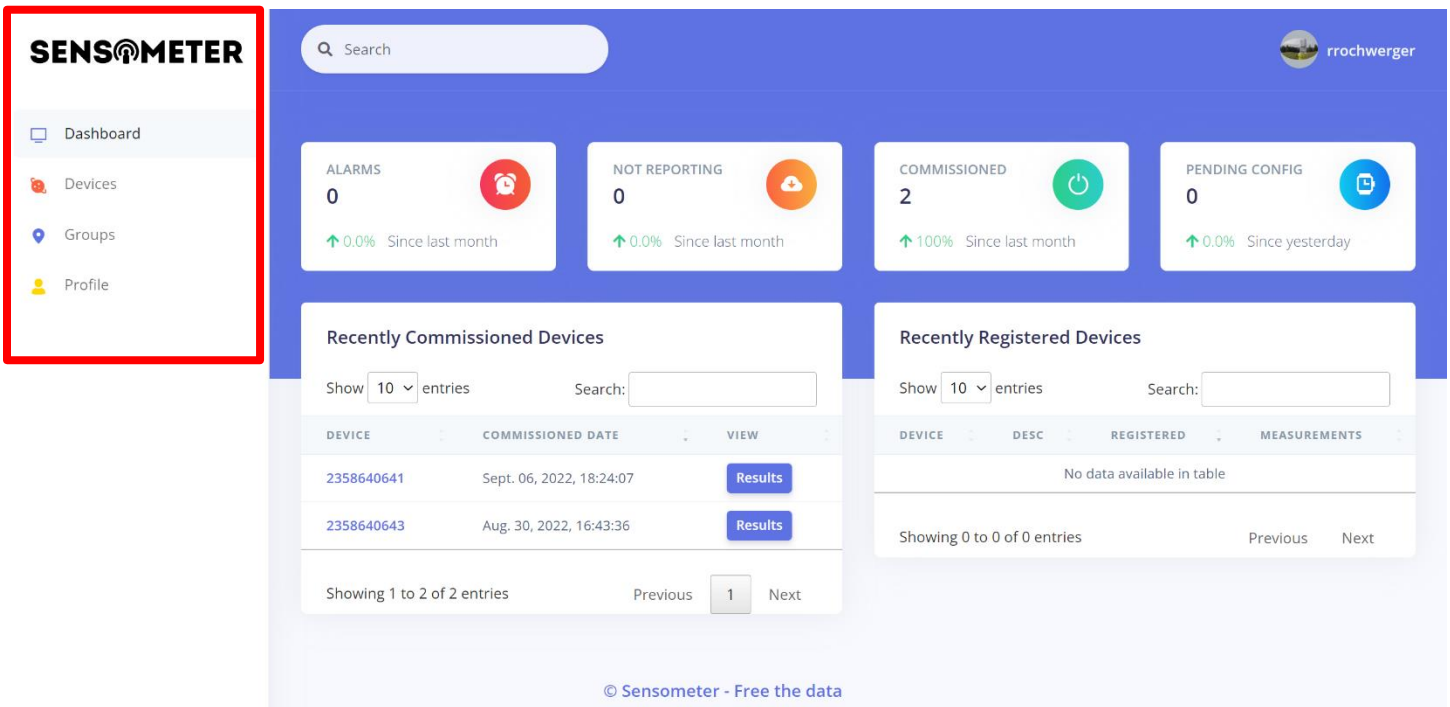 SENSOMETER
Dashboard
Devices
Groups
Profile
Search
rrochwerger
ALARMS
0
0.0% Since last month
NOT REPORTING
0
0.0% Since last month
COMMISSIONED
2
100% Since last month
PENDING CONFIG
0
0.0% Since yesterday
Recently Commissioned Devices
Show 10 entries Search:
DEVICE COMMISSIONED DATE VIEW
2358640641 Sept. 06, 2022, 18:24:07 Results
2358640643 Aug. 30, 2022, 16:43:36 Results
Showing 1 to 2 of 2 entries Previous 1 Next
Recently Registered Devices
Show 10 entries Search:
DEVICE DESC REGISTERED MEASUREMENTS
No data available in table
Showing 0 to 0 of 0 entries Previous Next
© Sensometer - Free the data